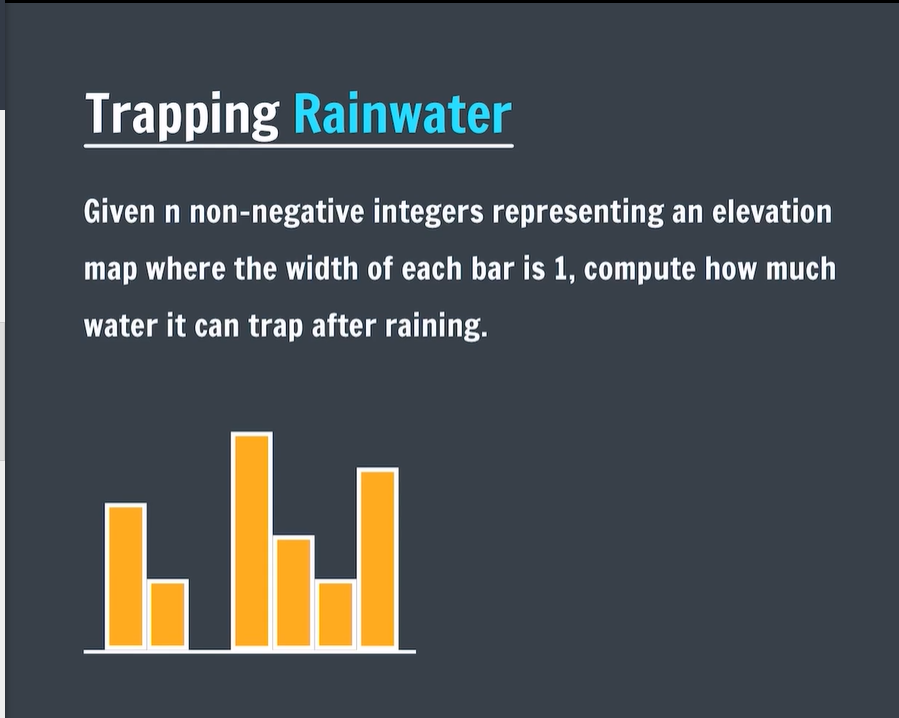 Trapping Rainwater
Given n non-negative integers representing an elevation
map where the width of each bar is 1, compute how much
water it can trap after raining.